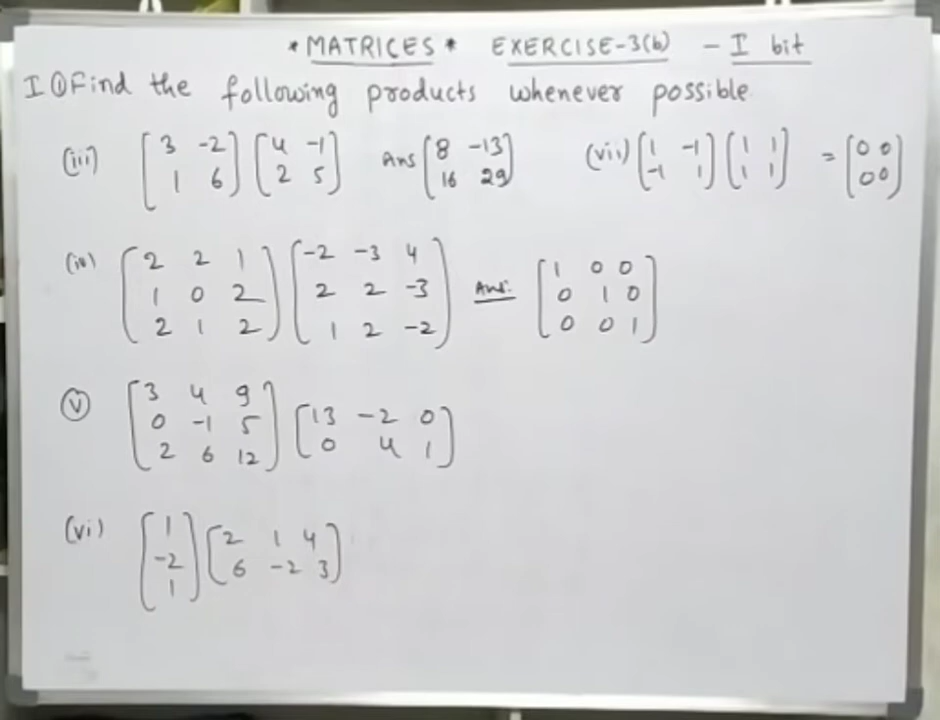 * MATRICES * EXERCISE-3(b) - I bit
I ① Find the following products whenever possible.
(iii) [3 -2 [4 -1 Ans [8 -13 (vii) [1 -1 [1 1 = [0 0
1 6] 2 5] 16 29] -1 1] 1 1] 0 0]
(iv) [2 2 1 [-2 -3 4 Ans: [1 0 0
1 0 2 2 2 -3 0 1 0
2 1 2] 1 2 -2] 0 0 1]
(v) [3 4 9 [13 -2 0
0 -1 5 0 4 1]
2 6 12]
(vi) [1 [2 1 4
-2 6 -2 3]
1]